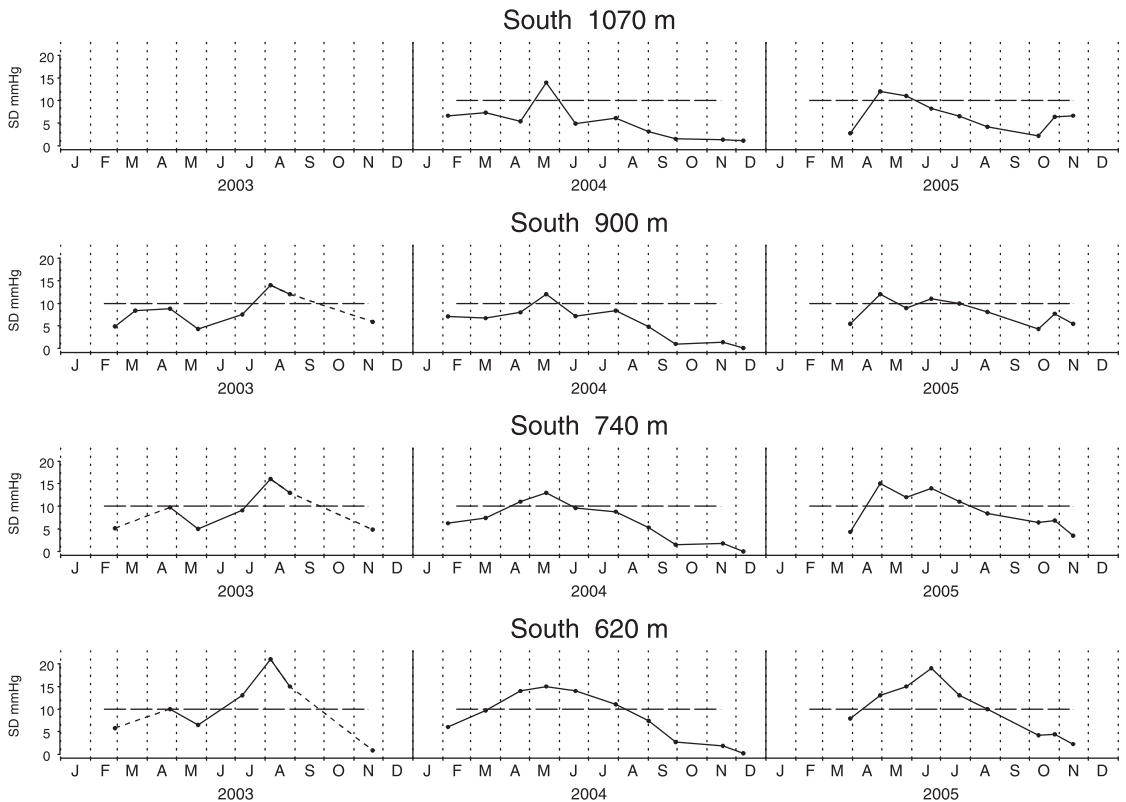 South 1070 m
20
15
10
5
0
SD mmHg
J F M A M J J A S O N D J F M A M J J A S O N D J F M A M J J A S O N D
2003 2004 2005
South 900 m
20
15
10
5
0
SD mmHg
J F M A M J J A S O N D J F M A M J J A S O N D J F M A M J J A S O N D
2003 2004 2005
South 740 m
20
15
10
5
0
SD mmHg
J F M A M J J A S O N D J F M A M J J A S O N D J F M A M J J A S O N D
2003 2004 2005
South 620 m
20
15
10
5
0
SD mmHg
J F M A M J J A S O N D J F M A M J J A S O N D J F M A M J J A S O N D
2003 2004 2005